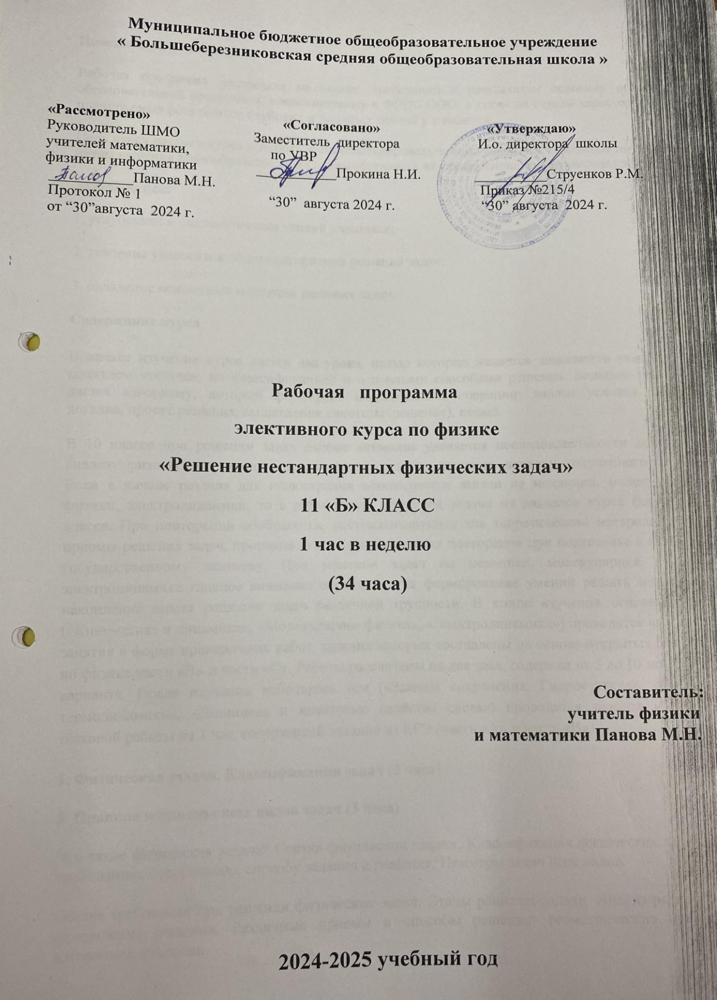 Муниципальное бюджетное общеобразовательное учреждение
« Большеберезниковская средняя общеобразовательная школа »
«Рассмотрено»
Руководитель ШМО
учителей математики,
физики и информатики
Панова М.Н.
Протокол № 1
от “30”августа 2024 г.
«Согласовано»
Заместитель директора
по УВР
Прокина Н.И.
“30” августа 2024 г.
«Утверждаю»
И.о. директора школы
Струенков Р.М.
Приказ №215/4
“30” августа 2024 г.
Рабочая программа
элективного курса по физике
«Решение нестандартных физических задач»
11 «Б» КЛАСС
1 час в неделю
(34 часа)
Составитель:
учитель физики
и математики Панова М.Н.
2024-2025 учебный год